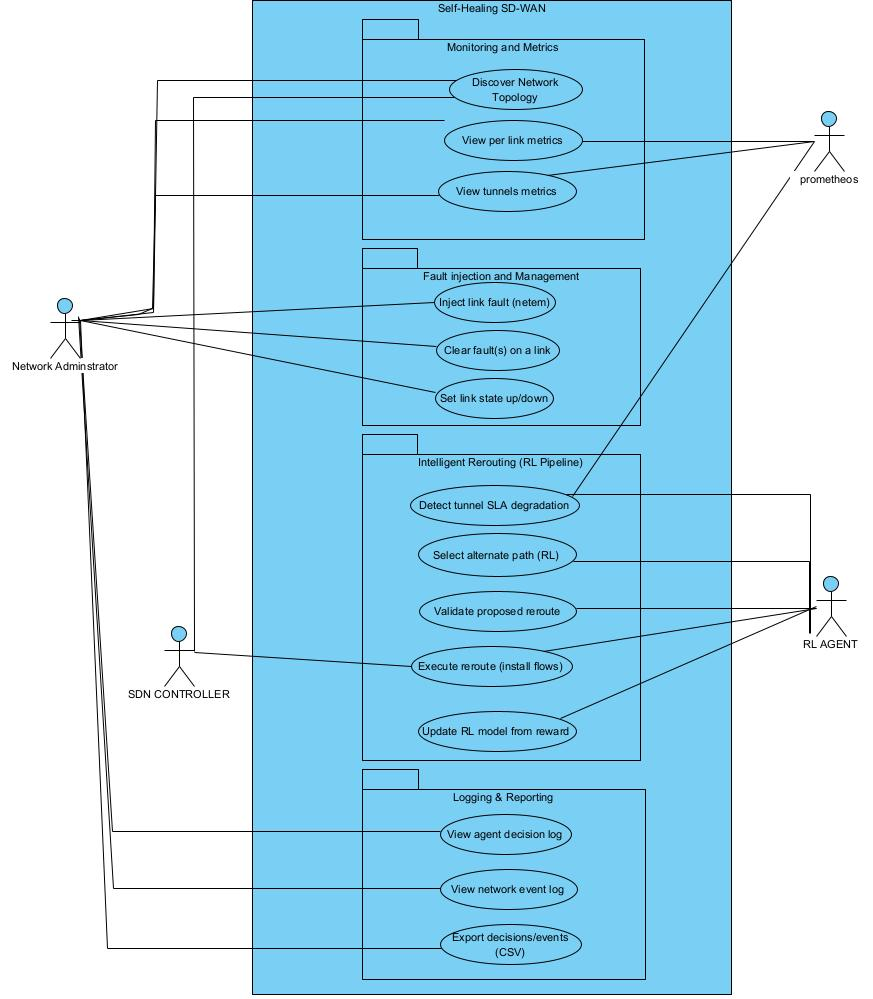 Self-Healing SD-WAN
Monitoring and Metrics
Discover Network
Topology
View per link metrics
View tunnels metrics
prometheos
Fault injection and Management
Inject link fault (netem)
Clear fault(s) on a link
Set link state up/down
Network Adminstrator
Intelligent Rerouting (RL Pipeline)
Detect tunnel SLA degradation
Select alternate path (RL)
Validate proposed reroute
Execute reroute (install flows)
Update RL model from reward
RL AGENT
SDN CONTROLLER
Logging & Reporting
View agent decision log
View network event log
Export decisions/events
(CSV)